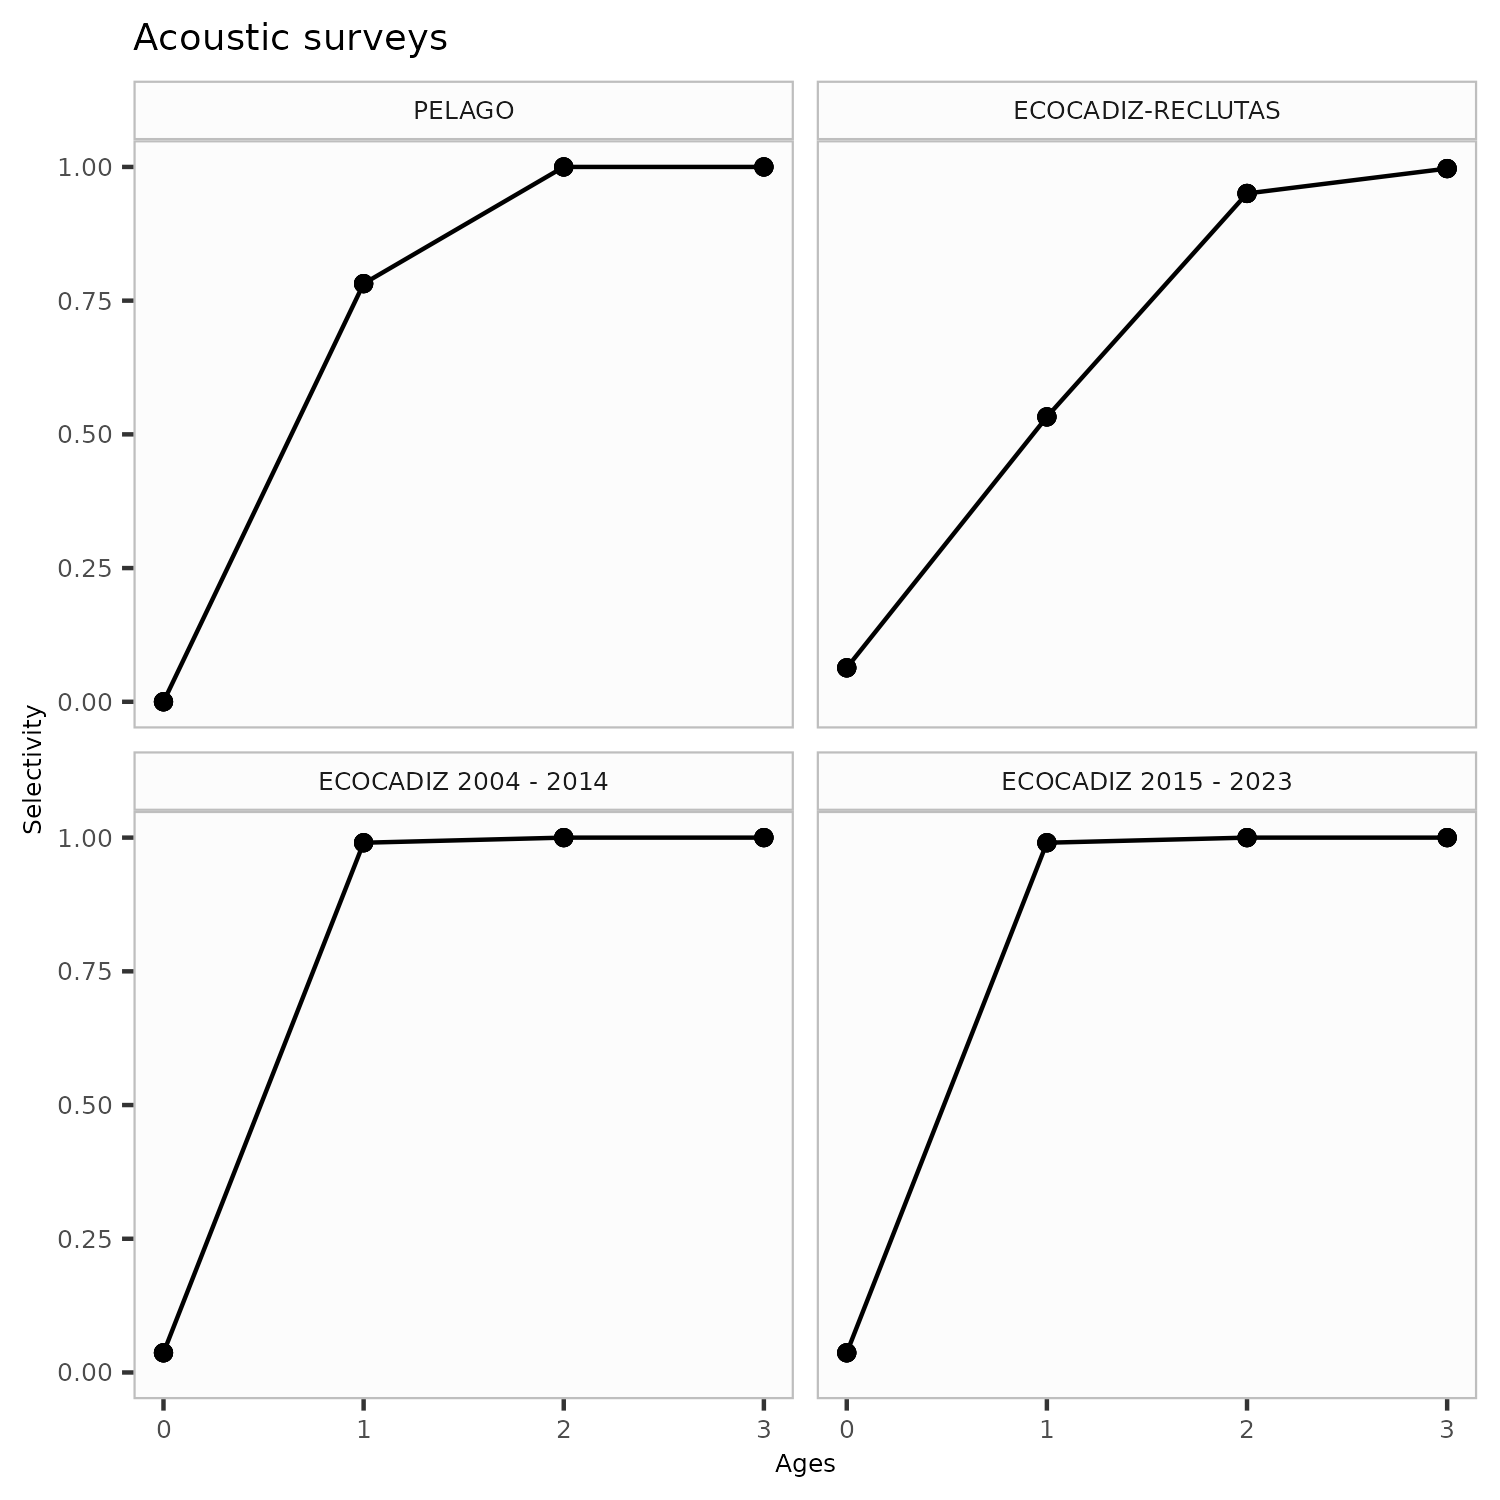 Acoustic surveys
PELAGO
ECOCADIZ-RECLUTAS
1.00
0.75
0.50
0.25
0.00
Selectivity
ECOCADIZ 2004 - 2014
ECOCADIZ 2015 - 2023
1.00
0.75
0.50
0.25
0.00
0 1 2 3 0 1 2 3
Ages